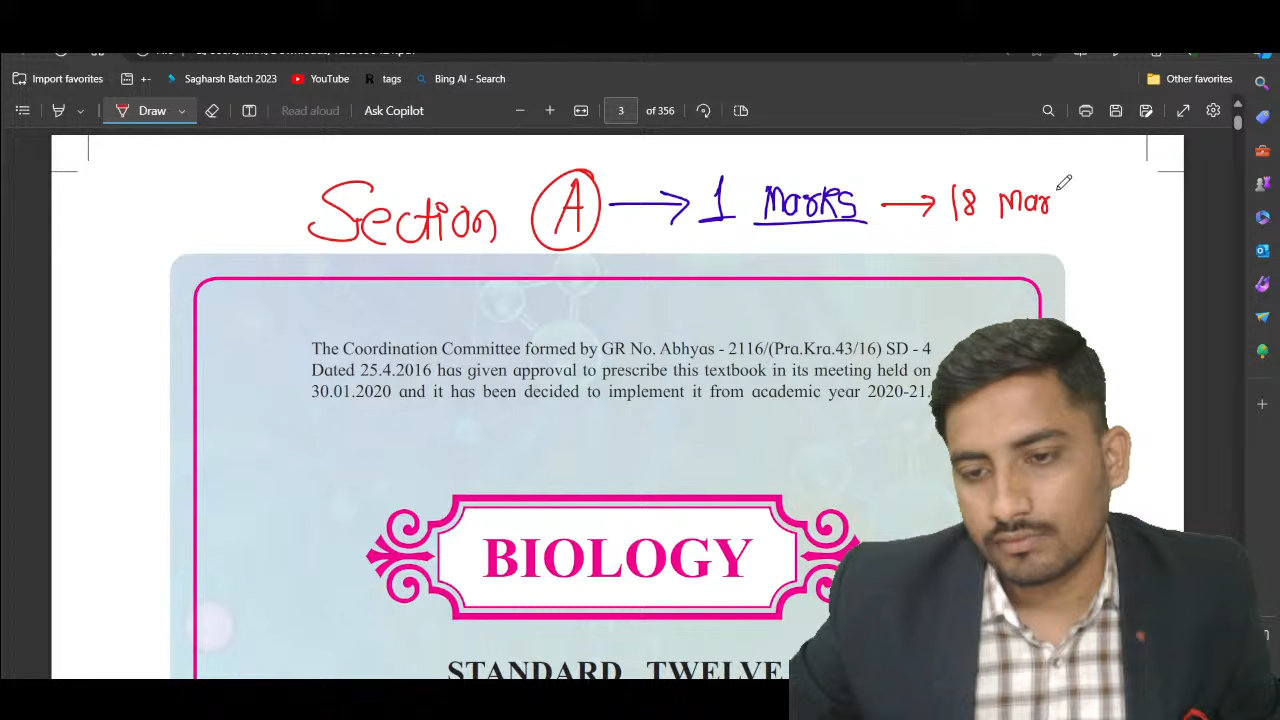 Import favorites
Sagharsh Batch 2023
YouTube
tags
Bing AI - Search
Other favorites
Draw
Read aloud
Ask Copilot
3
of 356
Section A → 1 Marks → 18 Mar
The Coordination Committee formed by GR No. Abhyas - 2116/(Pra.Kra.43/16) SD - 4
Dated 25.4.2016 has given approval to prescribe this textbook in its meeting held on
30.01.2020 and it has been decided to implement it from academic year 2020-21.
BIOLOGY
STANDARD TWELVE